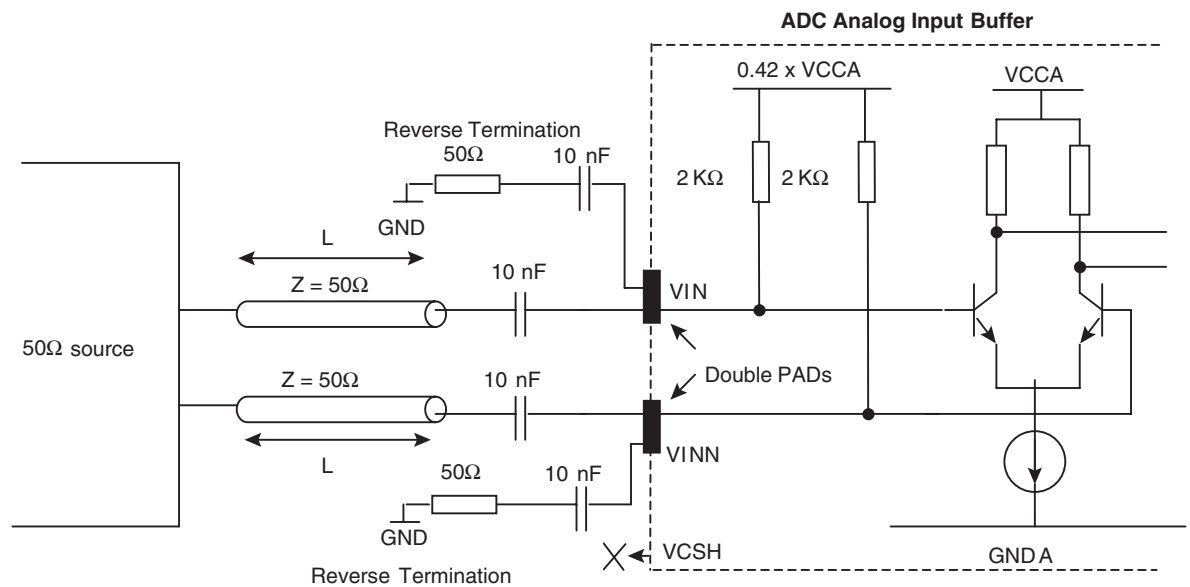 ADC Analog Input Buffer
0.42 x VCCA
VCCA
Reverse Termination
50Ω
10 nF
2 KΩ
2 KΩ
GND
L
Z = 50Ω
10 nF
VIN
50Ω source
Double PADs
Z = 50Ω
10 nF
L
VINN
50Ω
10 nF
GND
VCSH
GND A
Reverse Termination